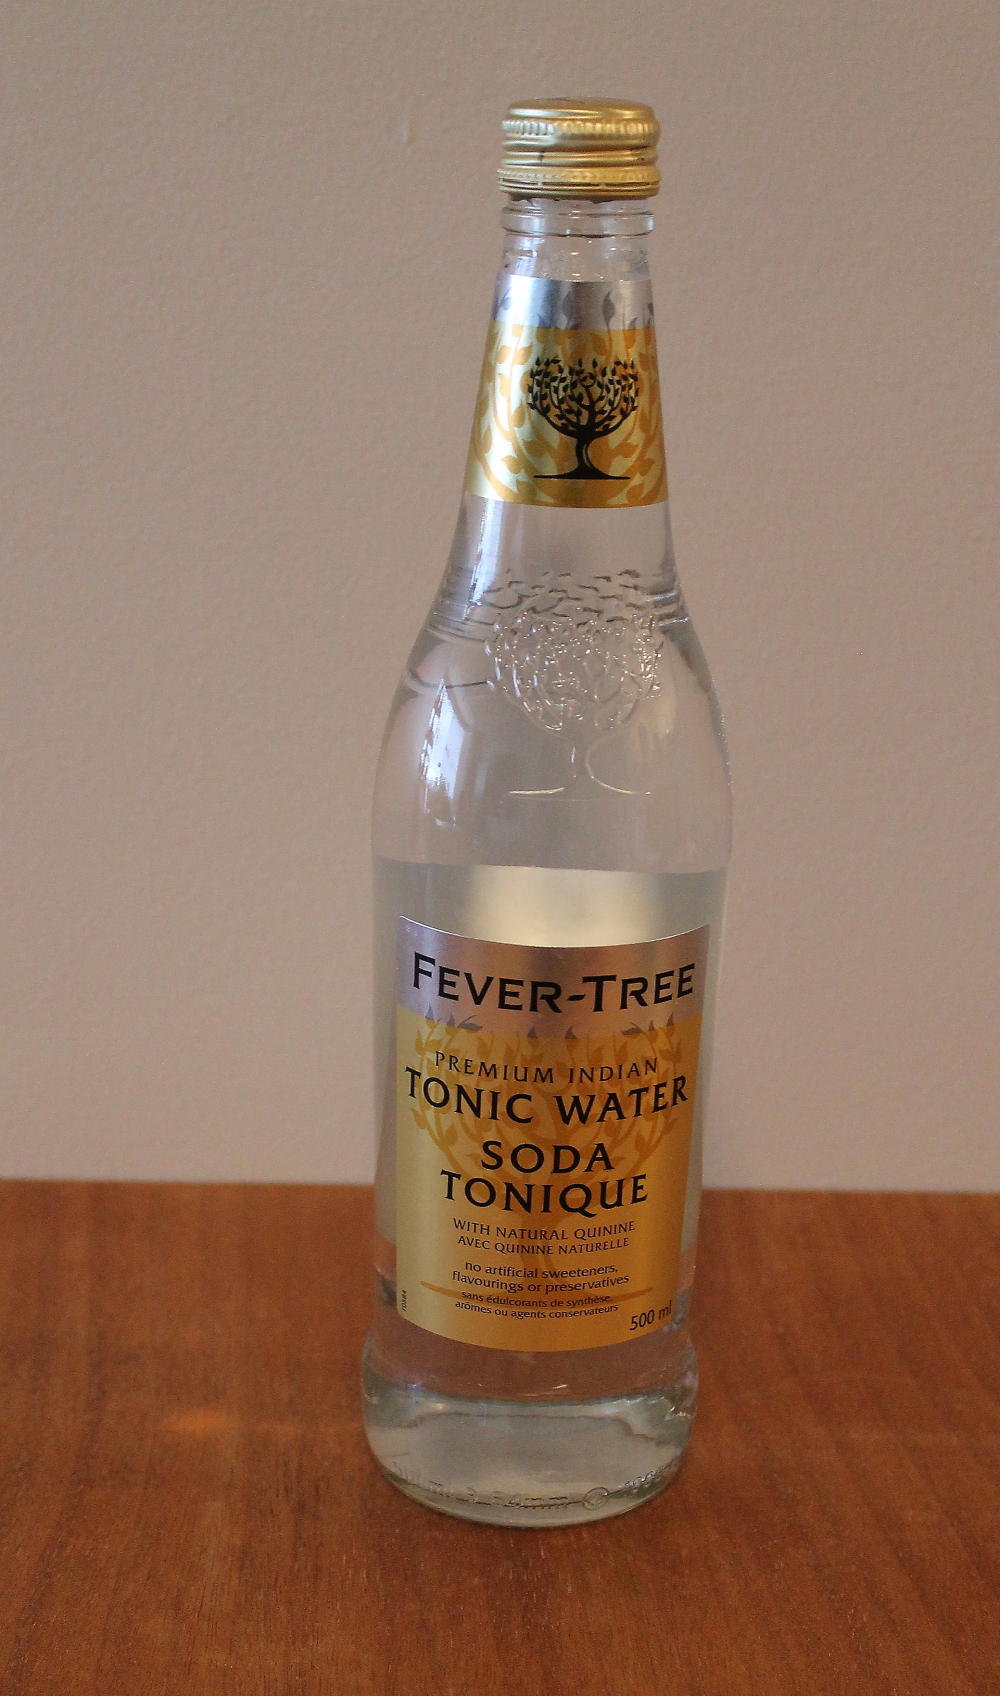 FEVER-TREE
PREMIUM INDIAN
TONIC WATER
SODA
TONIQUE
WITH NATURAL QUININE
AVEC QUININE NATURELLE
no artificial sweeteners,
flavourings or preservatives
sans édulcorants de synthèse,
arômes ou agents conservateurs
500 ml